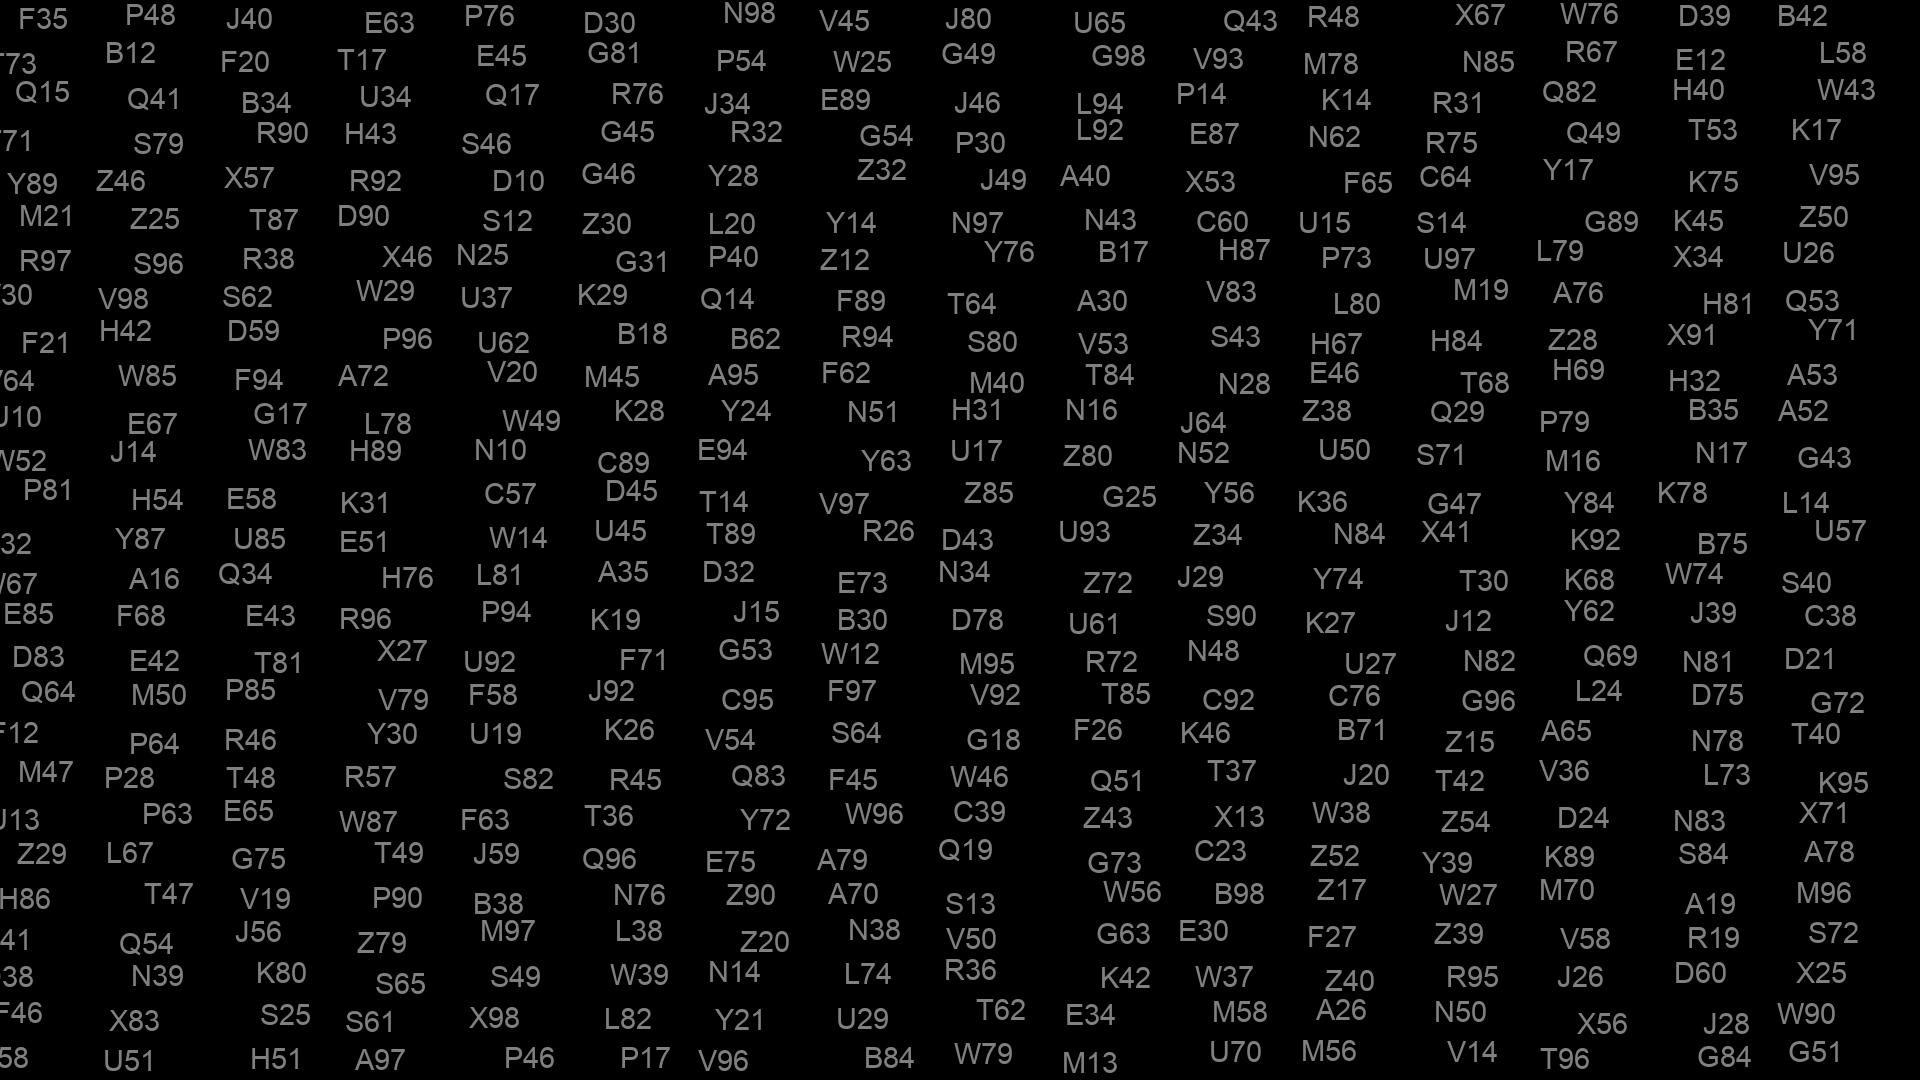 F35 P48 J40 E63 P76 D30 N98 V45 J80 U65 Q43 R48 X67 W76 D39 B42
B12 F20 T17 E45 G81 P54 W25 G49 G98 V93 M78 N85 R67 E12 L58
Q15 Q41 B34 U34 Q17 R76 J34 E89 J46 L94 P14 K14 R31 Q82 H40 W43
S79 R90 H43 S46 G45 R32 G54 P30 L92 E87 N62 R75 Q49 T53 K17
Y89 Z46 X57 R92 D10 G46 Y28 Z32 J49 A40 X53 F65 C64 Y17 K75 V95
M21 Z25 T87 D90 S12 Z30 L20 Y14 N97 N43 C60 U15 S14 G89 K45 Z50
R97 S96 R38 X46 N25 G31 P40 Z12 Y76 B17 H87 P73 U97 L79 X34 U26
V98 S62 W29 U37 K29 Q14 F89 T64 A30 V83 L80 M19 A76 H81 Q53
F21 H42 D59 P96 U62 B18 B62 R94 S80 V53 S43 H67 H84 Z28 X91 Y71
W85 F94 A72 V20 M45 A95 F62 M40 T84 N28 E46 T68 H69 H32 A53
U10 E67 G17 L78 W49 K28 Y24 N51 H31 N16 J64 Z38 Q29 P79 B35 A52
W52 J14 W83 H89 N10 C89 E94 Y63 U17 Z80 N52 U50 S71 M16 N17 G43
P81 H54 E58 K31 C57 D45 T14 V97 Z85 G25 Y56 K36 G47 Y84 K78 L14
32 Y87 U85 E51 W14 U45 T89 R26 D43 U93 Z34 N84 X41 K92 B75 U57
A16 Q34 H76 L81 A35 D32 E73 N34 Z72 J29 Y74 T30 K68 W74 S40
E85 F68 E43 R96 P94 K19 J15 B30 D78 U61 S90 K27 J12 Y62 J39 C38
D83 E42 T81 X27 U92 F71 G53 W12 M95 R72 N48 U27 N82 Q69 N81 D21
Q64 M50 P85 V79 F58 J92 C95 F97 V92 T85 C92 C76 G96 L24 D75 G72
F12 P64 R46 Y30 U19 K26 V54 S64 G18 F26 K46 B71 Z15 A65 N78 T40
M47 P28 T48 R57 S82 R45 Q83 F45 W46 Q51 T37 J20 T42 V36 L73 K95
P63 E65 W87 F63 T36 Y72 W96 C39 Z43 X13 W38 Z54 D24 N83 X71
Z29 L67 G75 T49 J59 Q96 E75 A79 Q19 G73 C23 Z52 Y39 K89 S84 A78
H86 T47 V19 P90 B38 N76 Z90 A70 S13 W56 B98 Z17 W27 M70 A19 M96
41 Q54 J56 Z79 M97 L38 Z20 N38 V50 G63 E30 F27 Z39 V58 R19 S72
N39 K80 S65 S49 W39 N14 L74 R36 K42 W37 Z40 R95 J26 D60 X25
F46 X83 S25 S61 X98 L82 Y21 U29 T62 E34 M58 A26 N50 X56 J28 W90
58 U51 H51 A97 P46 P17 V96 B84 W79 M13 U70 M56 V14 T96 G84 G51